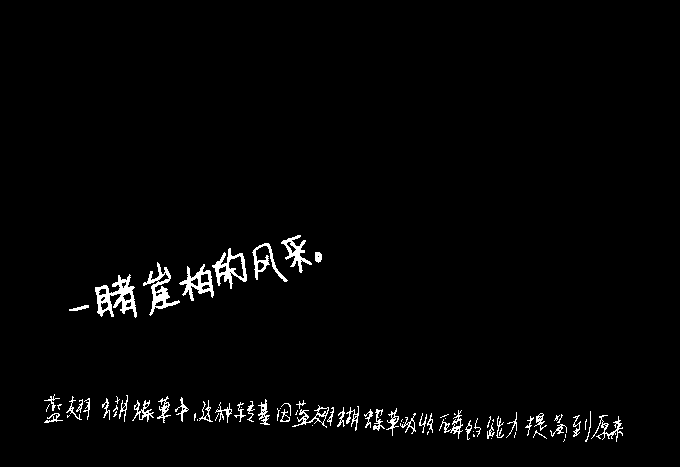 一睹崖柏的风采。
蓝翅蝴蝶草中,这种转基因蓝翅蝴蝶草吸收磷的能力提高到原来